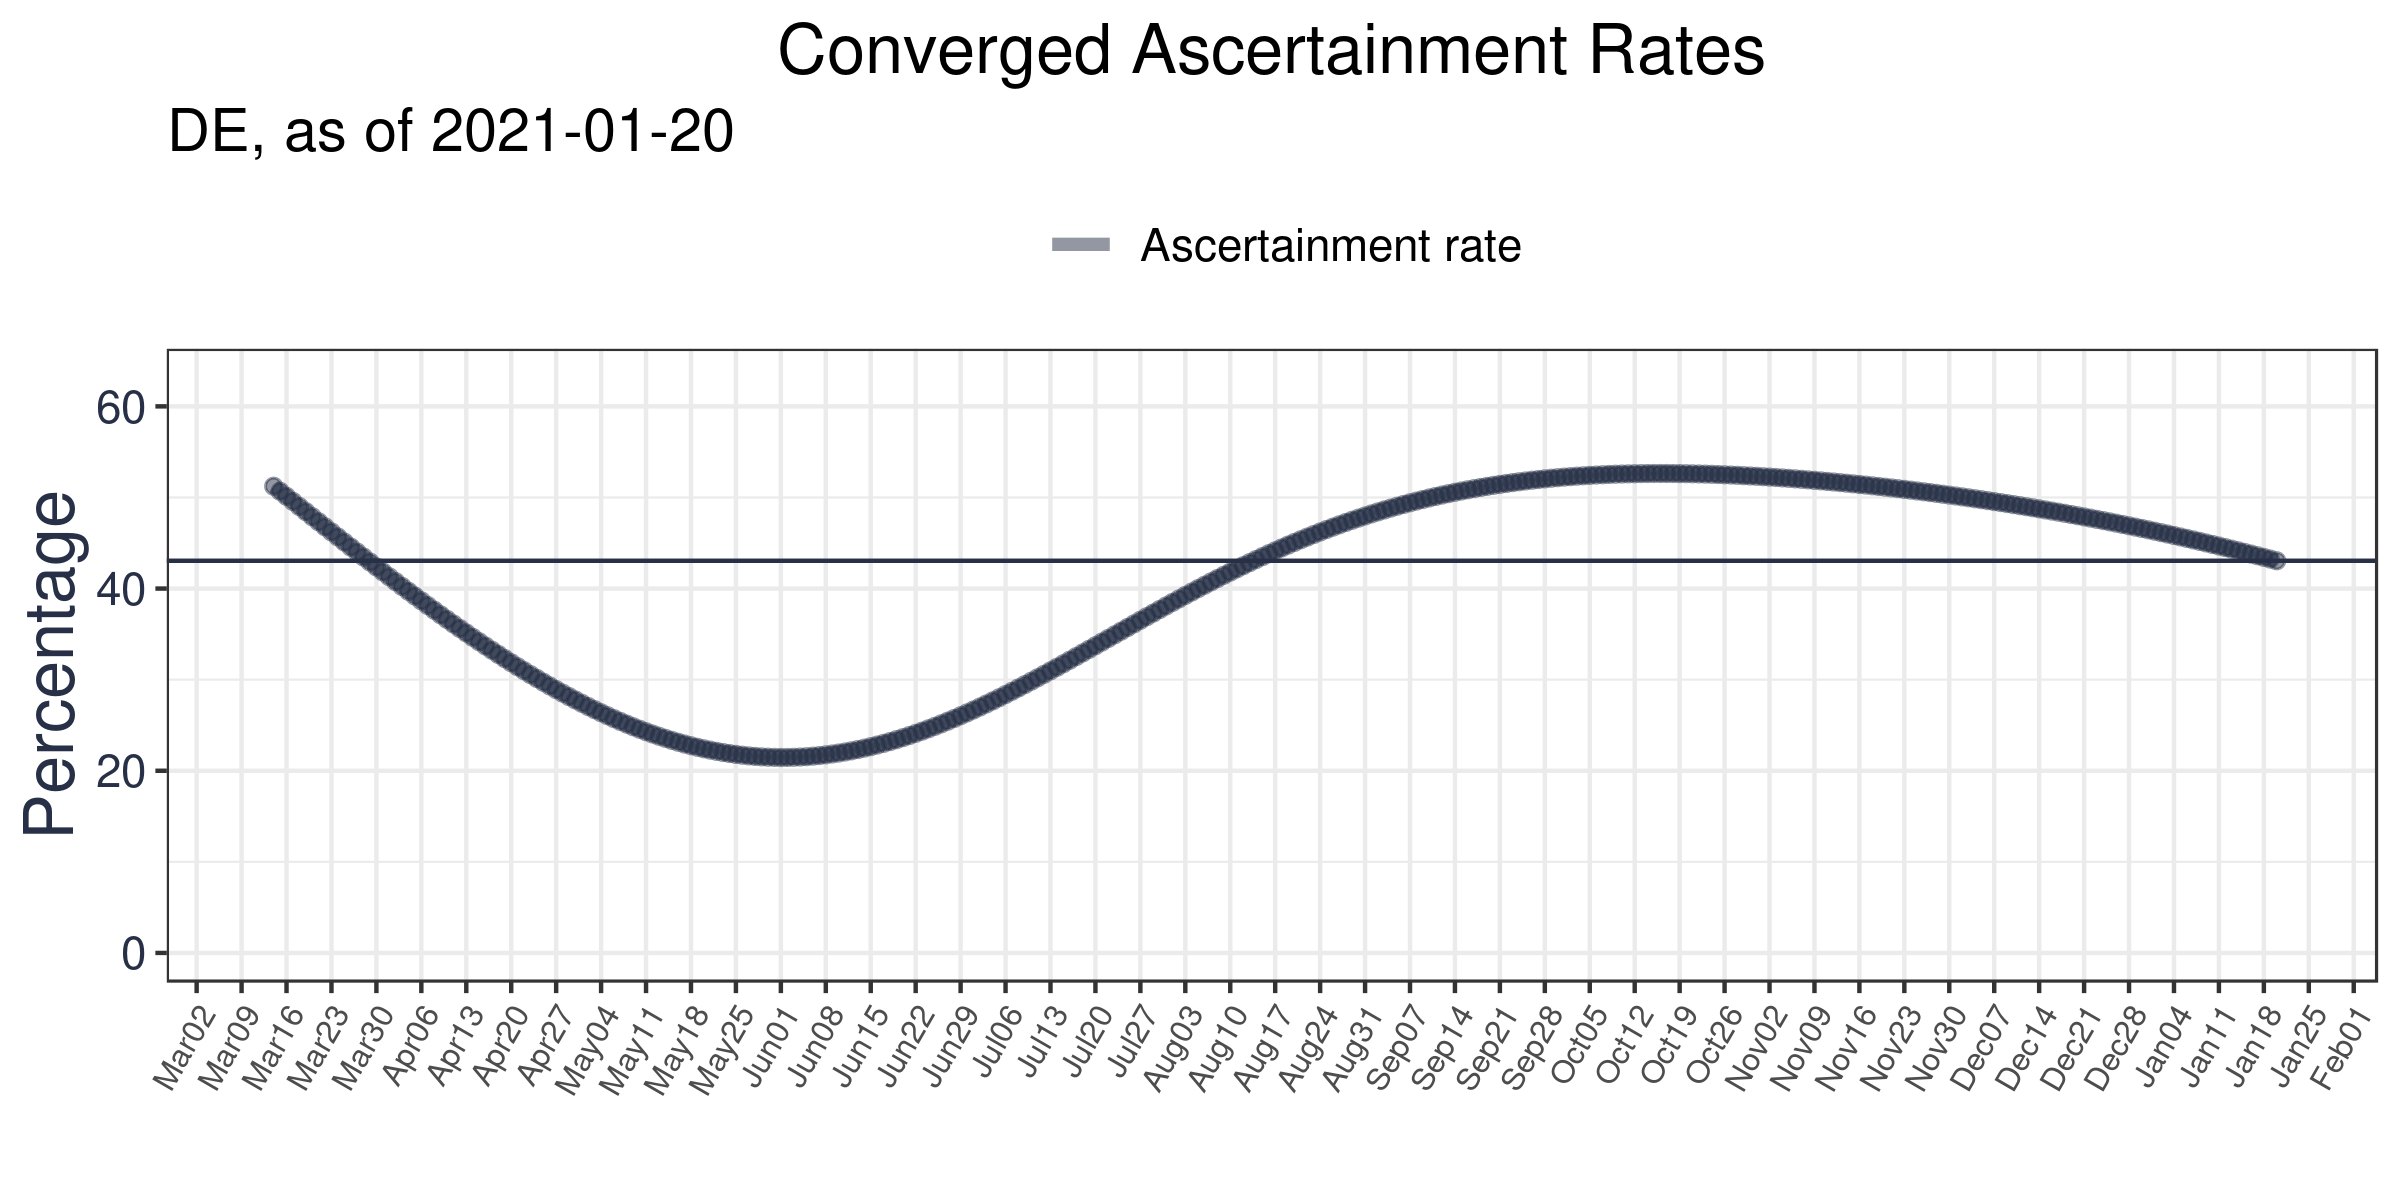 Converged Ascertainment Rates
DE, as of 2021-01-20
Ascertainment rate
Percentage
60
40
20
0
Mar02
Mar09
Mar16
Mar23
Mar30
Apr06
Apr13
Apr20
Apr27
May04
May11
May18
May25
Jun01
Jun08
Jun15
Jun22
Jun29
Jul06
Jul13
Jul20
Jul27
Aug03
Aug10
Aug17
Aug24
Aug31
Sep07
Sep14
Sep21
Sep28
Oct05
Oct12
Oct19
Oct26
Nov02
Nov09
Nov16
Nov23
Nov30
Dec07
Dec14
Dec21
Dec28
Jan04
Jan11
Jan18
Jan25
Feb01